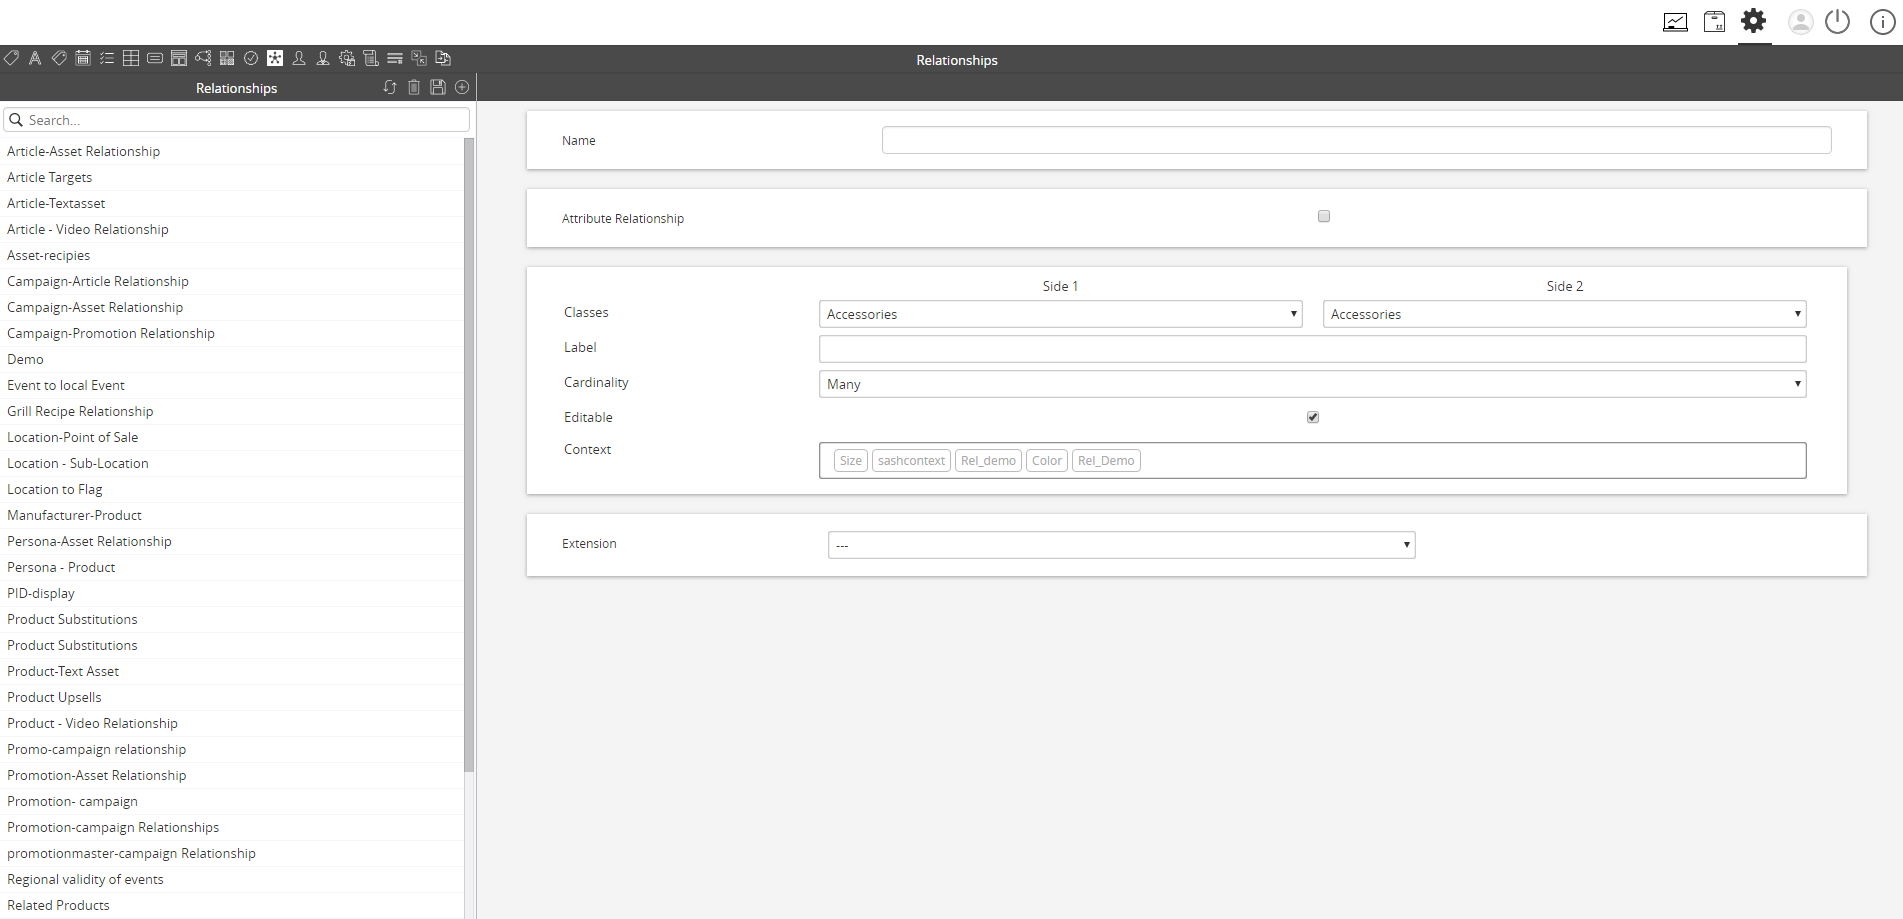 Relationships
Relationships
Search...
Article-Asset Relationship
Article Targets
Article-Textasset
Article - Video Relationship
Asset-recipies
Campaign-Article Relationship
Campaign-Asset Relationship
Campaign-Promotion Relationship
Demo
Event to local Event
Grill Recipe Relationship
Location-Point of Sale
Location - Sub-Location
Location to Flag
Manufacturer-Product
Persona-Asset Relationship
Persona - Product
PID-display
Product Substitutions
Product Substitutions
Product-Text Asset
Product Upsells
Product - Video Relationship
Promo-campaign relationship
Promotion-Asset Relationship
Promotion- campaign
Promotion-campaign Relationships
promotionmaster-campaign Relationship
Regional validity of events
Related Products
Name
Attribute Relationship
Side 1 Side 2
Classes Accessories Accessories
Label
Cardinality Many
Editable
Context Size sashcontext Rel_demo Color Rel_Demo
Extension ---